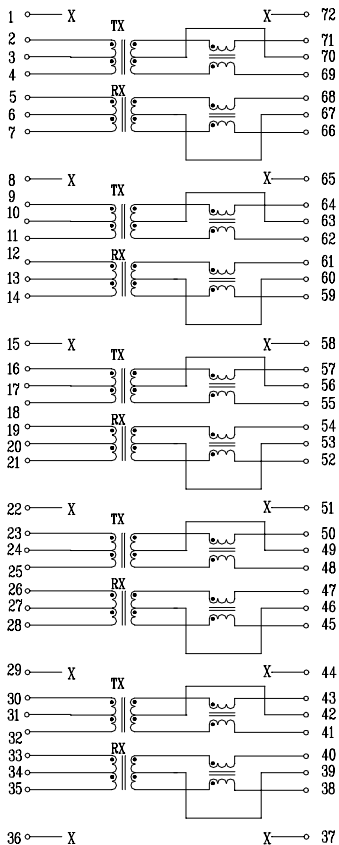 1 X X 72
TX
2 71
3 70
4 69
5 RX 68
6 67
7 66
8 X X 65
TX
9 64
10 63
11 62
12 RX 61
13 60
14 59
15 X X 58
TX
16 57
17 56
18 55
19 RX 54
20 53
21 52
22 X X 51
TX
23 50
24 49
25 48
26 RX 47
27 46
28 45
29 X X 44
TX
30 43
31 42
32 41
33 RX 40
34 39
35 38
36 X X 37